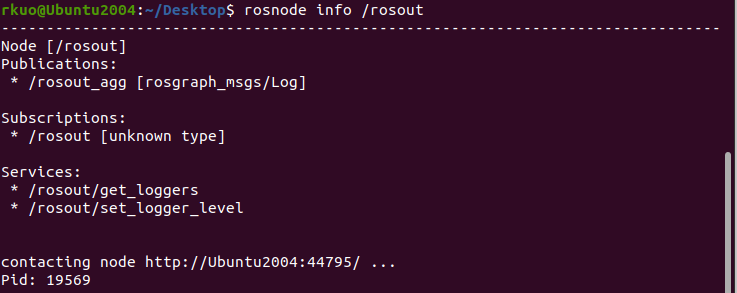 rkuo@Ubuntu2004:~/Desktop$ rosnode info /rosout
--------------------------------------------------------------------------------
Node [/rosout]
Publications:
 * /rosout_agg [rosgraph_msgs/Log]
Subscriptions:
 * /rosout [unknown type]
Services:
 * /rosout/get_loggers
 * /rosout/set_logger_level
contacting node http://Ubuntu2004:44795/ ...
Pid: 19569